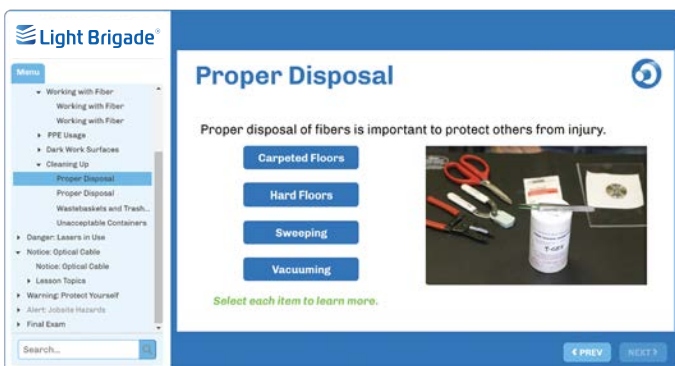 Light Brigade®
Menu
Working with Fiber
Working with Fiber
Working with Fiber
PPE Usage
Dark Work Surfaces
Cleaning Up
Proper Disposal
Proper Disposal
Wastebaskets and Trash...
Unacceptable Containers
Danger: Lasers in Use
Notice: Optical Cable
Notice: Optical Cable
Lesson Topics
Warning: Protect Yourself
Alert: Jobsite Hazards
Final Exam
Search...
Proper Disposal
Proper disposal of fibers is important to protect others from injury.
Carpeted Floors
Hard Floors
Sweeping
Vacuuming
Select each item to learn more.
< PREV
NEXT >